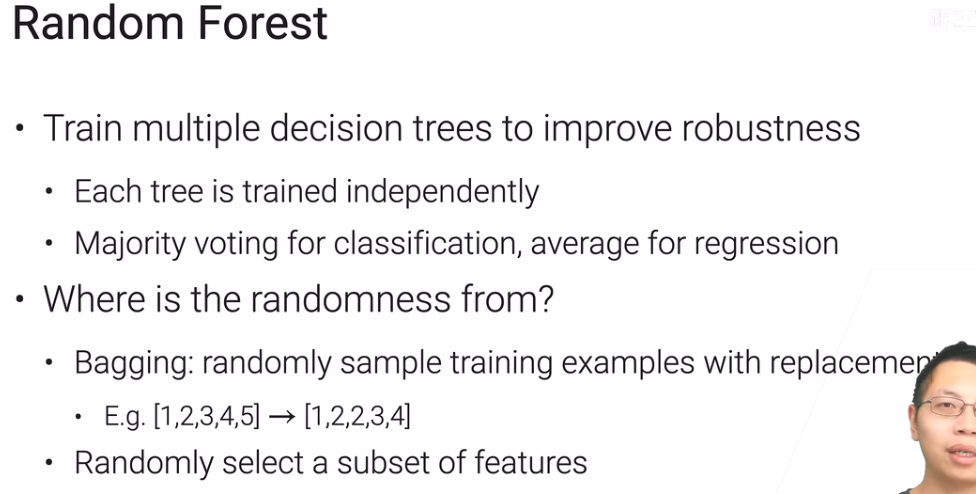 Random Forest
• Train multiple decision trees to improve robustness
• Each tree is trained independently
• Majority voting for classification, average for regression
• Where is the randomness from?
• Bagging: randomly sample training examples with replacemen
• E.g. [1,2,3,4,5] → [1,2,2,3,4]
• Randomly select a subset of features